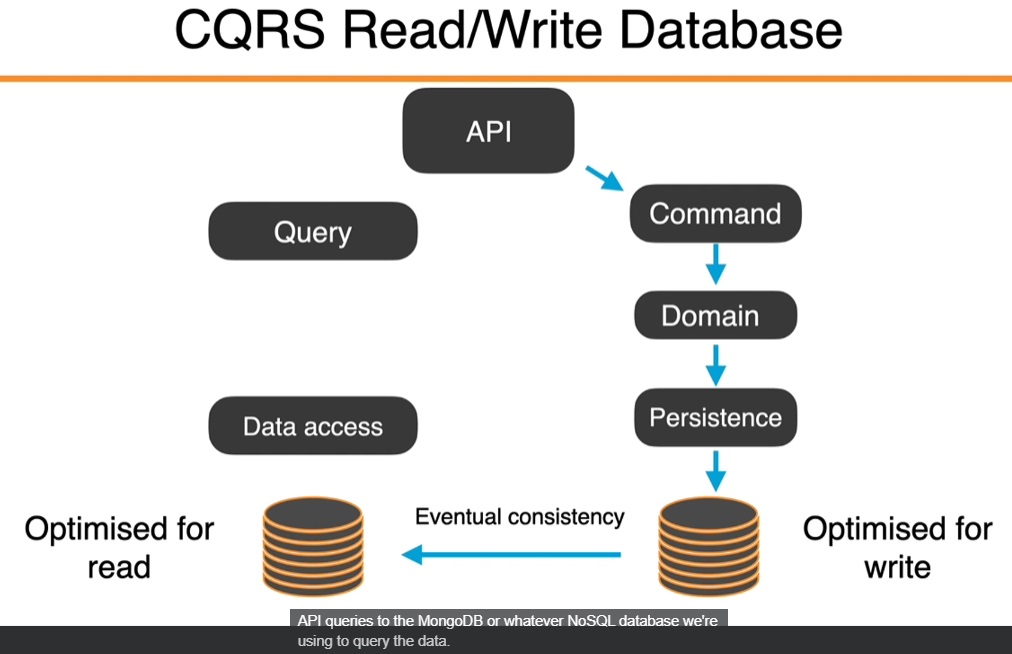 CQRS Read/Write Database
API
Command
Query
Domain
Persistence
Data access
Eventual consistency
Optimised for
read
Optimised for
write
API queries to the MongoDB or whatever NoSQL database we're
using to query the data.